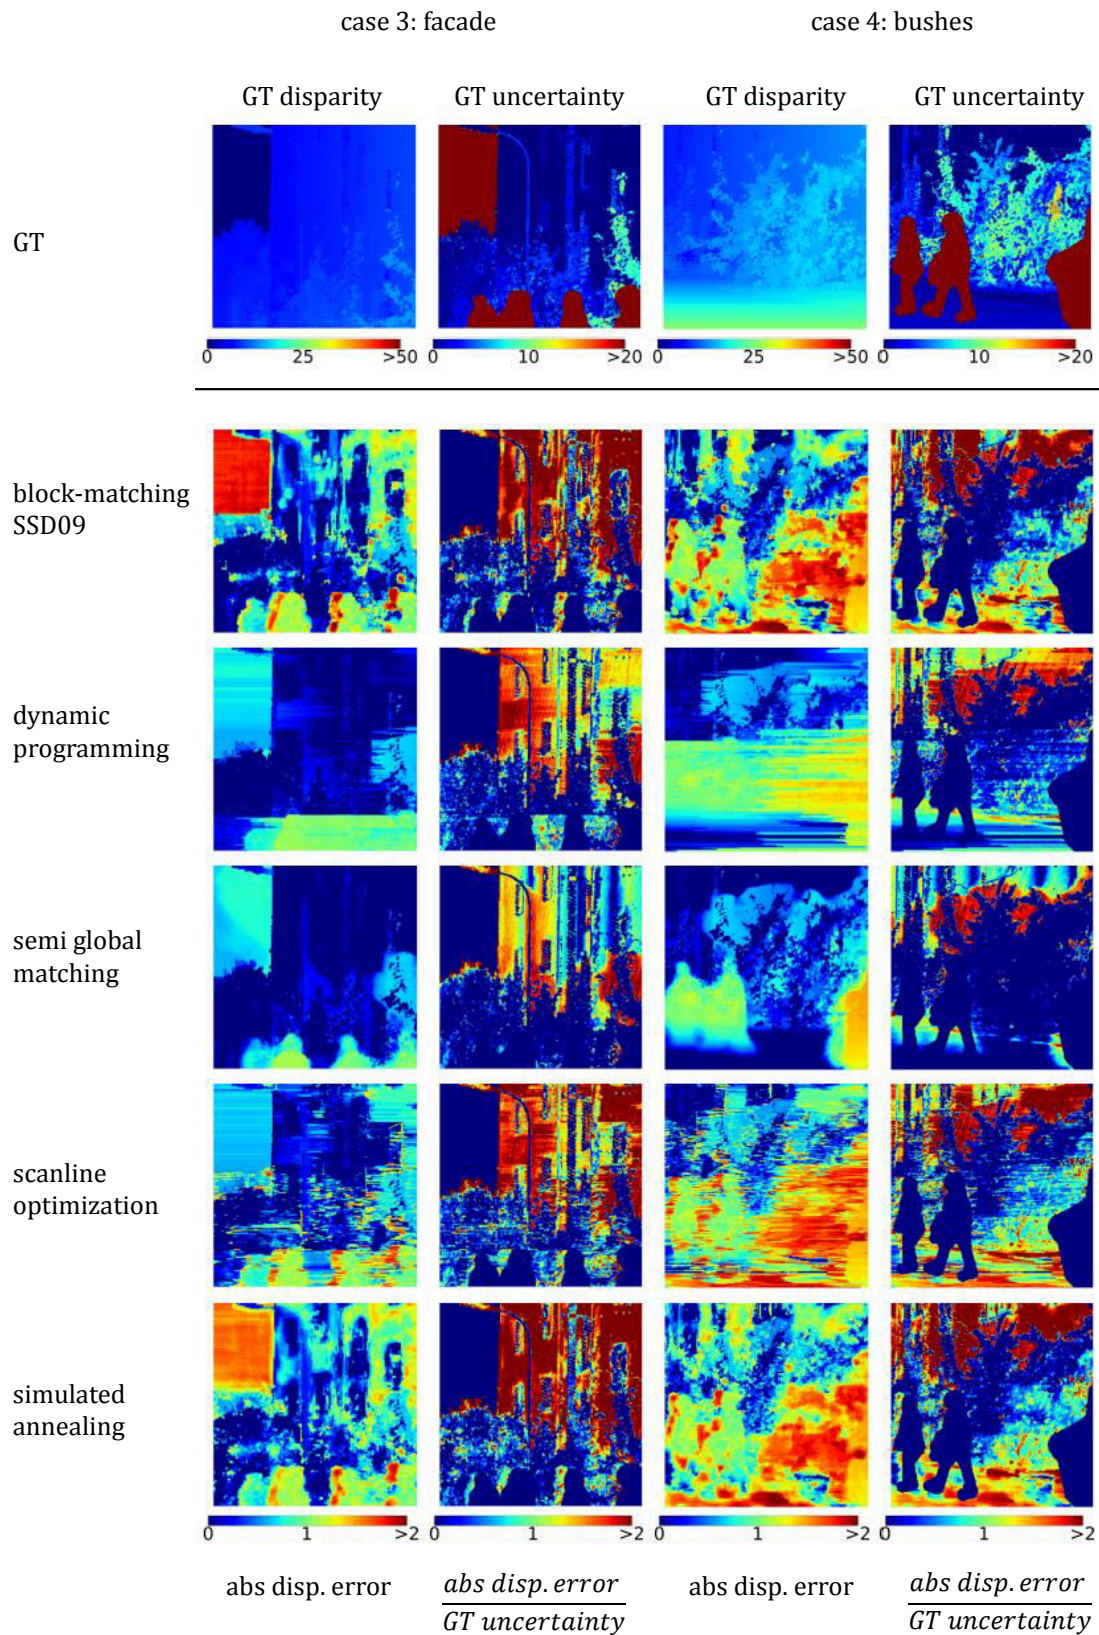 case 3: facade case 4: bushes
GT disparity GT uncertainty GT disparity GT uncertainty
GT
0 25 >50 0 10 >20 0 25 >50 0 10 >20
block-matching
SSD09
dynamic
programming
semi global
matching
scanline
optimization
simulated
annealing
0 1 >2 0 1 >2 0 1 >2 0 1 >2
abs disp. error abs disp. error abs disp. error abs disp. error
GT uncertainty GT uncertainty